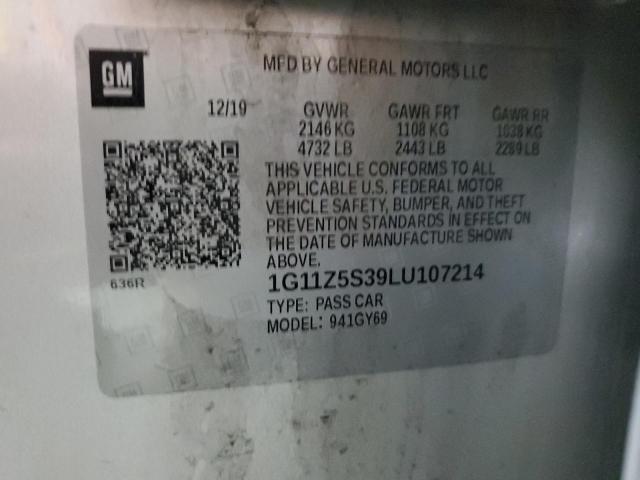 GM
MFD BY GENERAL MOTORS LLC
12/19 GVWR GAWR FRT GAWR RR
2146 KG 1108 KG 1038 KG
4732 LB 2443 LB 2289 LB
THIS VEHICLE CONFORMS TO ALL
APPLICABLE U.S. FEDERAL MOTOR
VEHICLE SAFETY, BUMPER, AND THEFT
PREVENTION STANDARDS IN EFFECT ON
THE DATE OF MANUFACTURE SHOWN
ABOVE.
636R
1G11Z5S39LU107214
TYPE: PASS CAR
MODEL: 941GY69